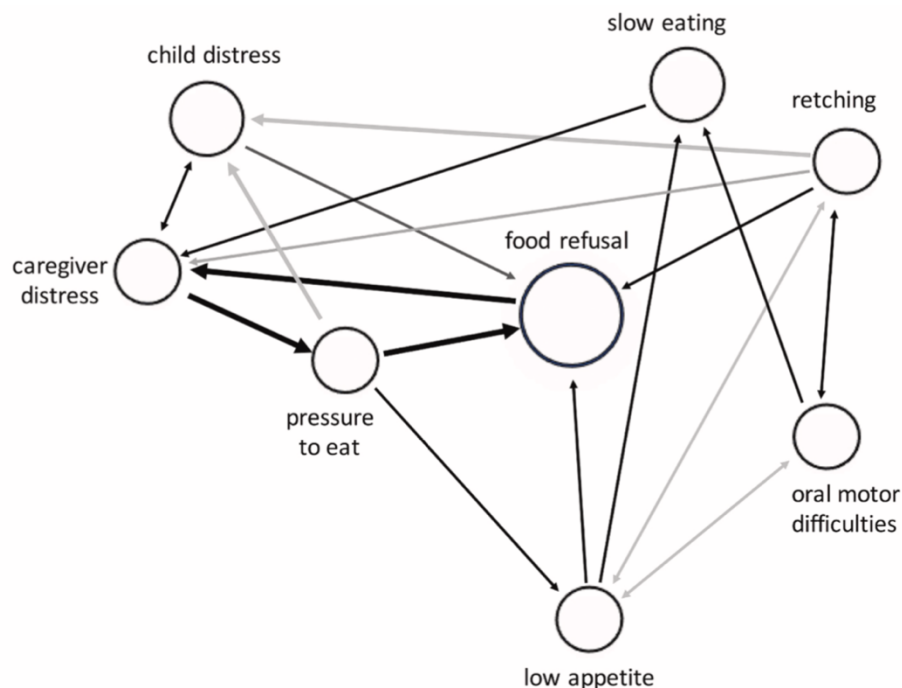 slow eating
child distress
retching
food refusal
caregiver
distress
pressure
to eat
oral motor
difficulties
low appetite